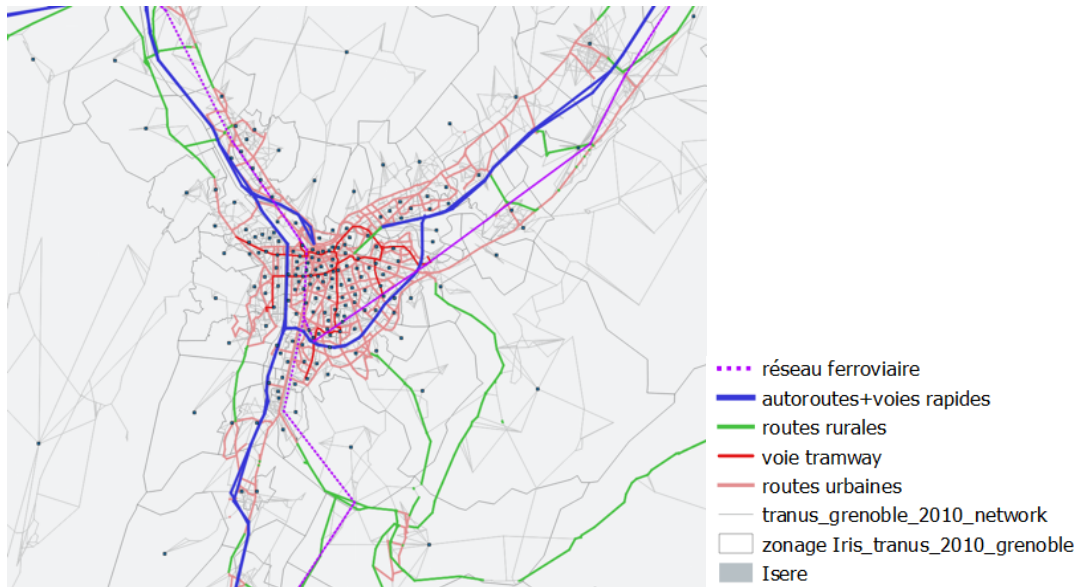 réseau ferroviaire
autoroutes+voies rapides
routes rurales
voie tramway
routes urbaines
tranus_grenoble_2010_network
zonage Iris_tranus_2010_grenoble
Isere